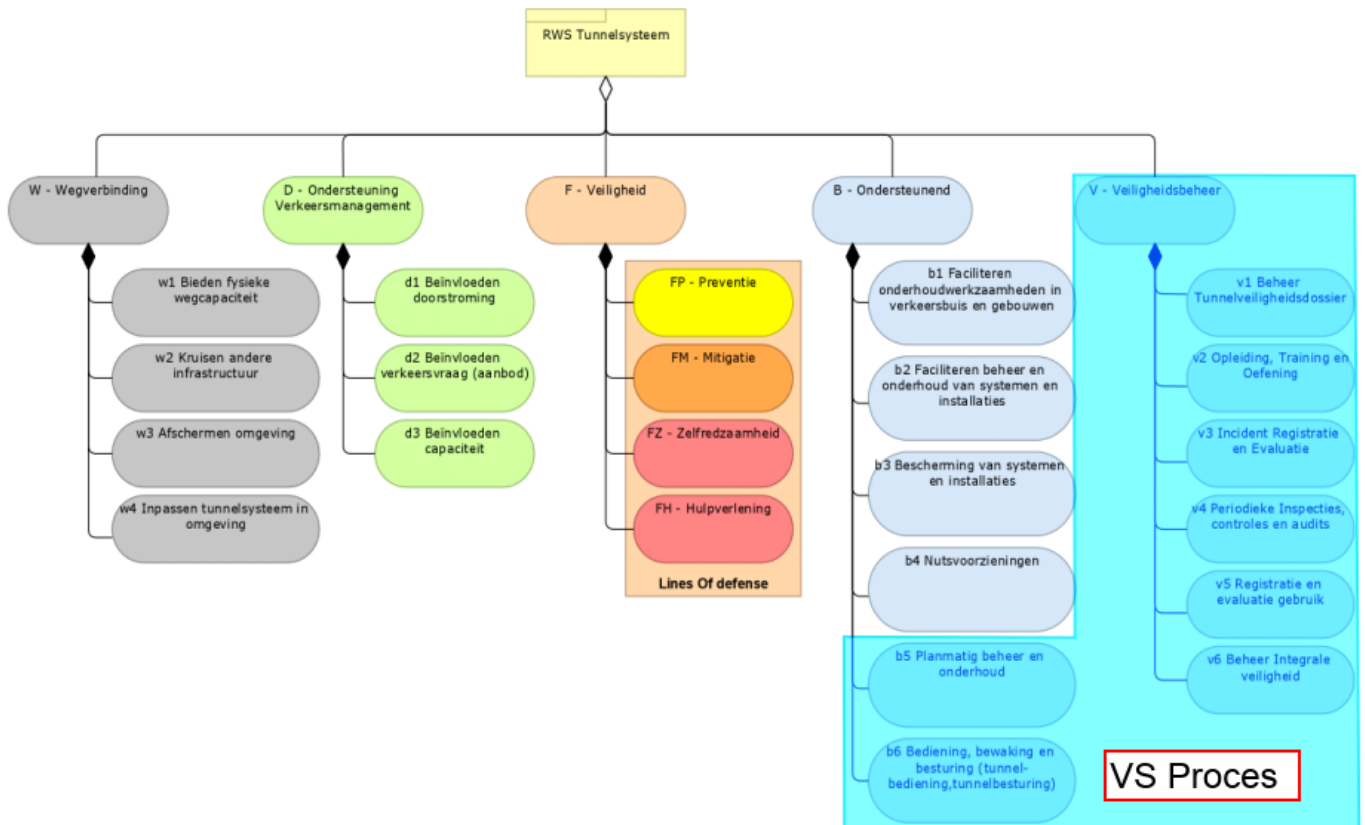 RWS Tunnelsysteem
W - Wegverbinding
D - Ondersteuning
Verkeersmanagement
F - Veiligheid
B - Ondersteunend
V - Veiligheidsbeheer
w1 Bieden fysieke
wegcapaciteit
w2 Kruisen andere
infrastructuur
w3 Afschermen omgeving
w4 Inpassen tunnelsysteem in
omgeving
d1 Beïnvloeden
doorstroming
d2 Beïnvloeden
verkeersvraag (aanbod)
d3 Beïnvloeden
capaciteit
FP - Preventie
FM - Mitigatie
FZ - Zelfredzaamheid
FH - Hulpverlening
Lines Of defense
b1 Faciliteren
onderhoudwerkzaamheden in
verkeersbuis en gebouwen
b2 Faciliteren beheer en
onderhoud van systemen en
installaties
b3 Bescherming van systemen
en installaties
b4 Nutsvoorzieningen
b5 Planmatig beheer en
onderhoud
b6 Bediening, bewaking en
besturing (tunnel-
bediening,tunnelbesturing)
v1 Beheer
Tunnelveiligheidsdossier
v2 Opleiding, Training en
Oefening
v3 Incident Registratie
en Evaluatie
v4 Periodieke Inspecties,
controles en audits
v5 Registratie en
evaluatie gebruik
v6 Beheer Integrale
veiligheid
VS Proces